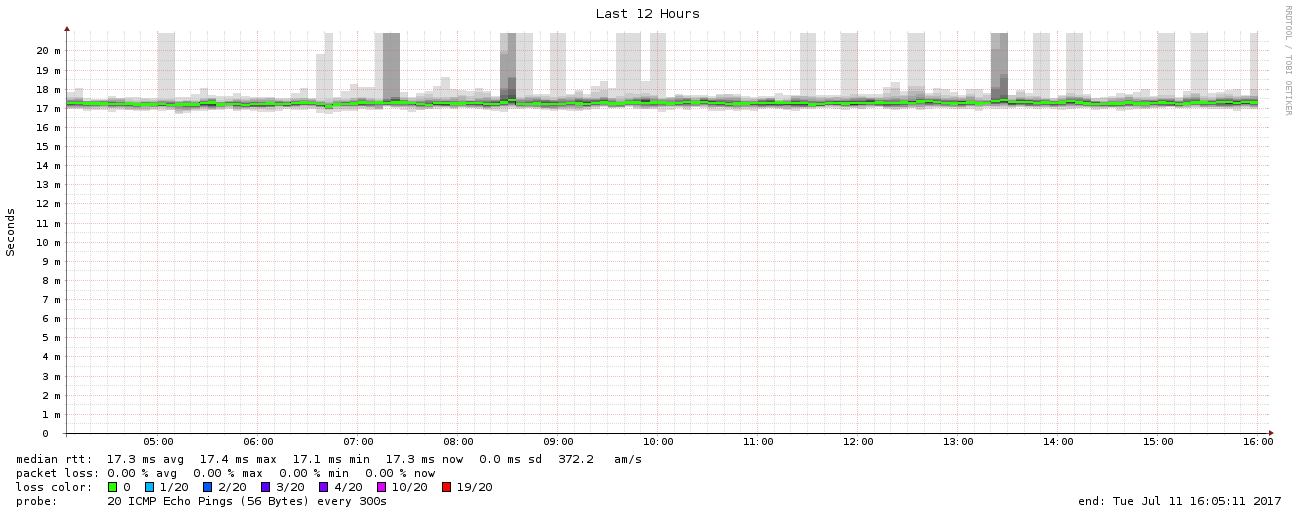 Last 12 Hours
RRDTOOL / TOBI OETIKER
Seconds
20 m
19 m
18 m
17 m
16 m
15 m
14 m
13 m
12 m
11 m
10 m
9 m
8 m
7 m
6 m
5 m
4 m
3 m
2 m
1 m
0
05:00 06:00 07:00 08:00 09:00 10:00 11:00 12:00 13:00 14:00 15:00 16:00
median rtt: 17.3 ms avg 17.4 ms max 17.1 ms min 17.3 ms now 0.0 ms sd 372.2 am/s
packet loss: 0.00 % avg 0.00 % max 0.00 % min 0.00 % now
loss color: 0 1/20 2/20 3/20 4/20 10/20 19/20
probe: 20 ICMP Echo Pings (56 Bytes) every 300s end: Tue Jul 11 16:05:11 2017